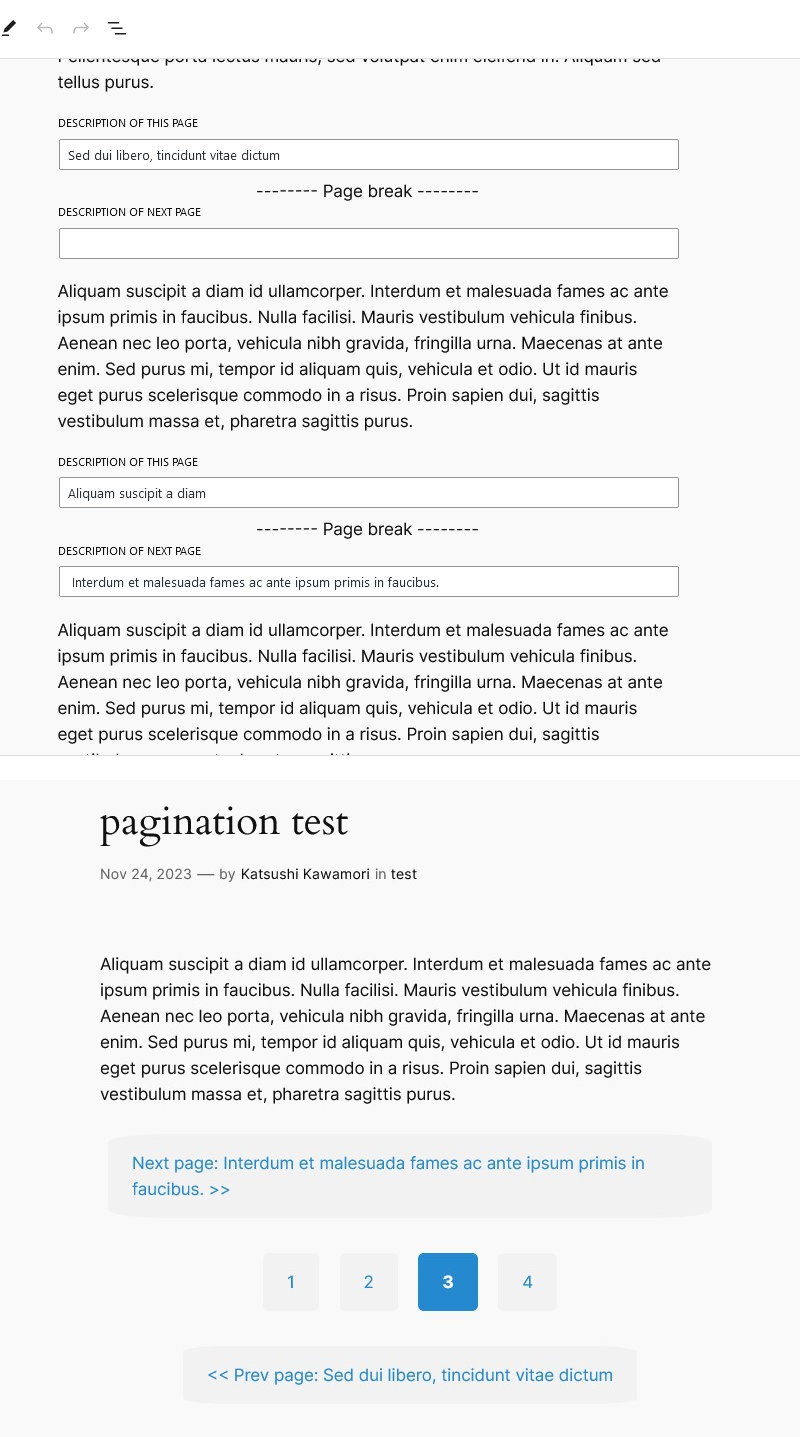 Pellentesque porta lectus mauris, sed volutpat enim eleifend in. Aliquam sed
tellus purus.
DESCRIPTION OF THIS PAGE
Sed dui libero, tincidunt vitae dictum
-------- Page break --------
DESCRIPTION OF NEXT PAGE
Aliquam suscipit a diam id ullamcorper. Interdum et malesuada fames ac ante
ipsum primis in faucibus. Nulla facilisi. Mauris vestibulum vehicula finibus.
Aenean nec leo porta, vehicula nibh gravida, fringilla urna. Maecenas at ante
enim. Sed purus mi, tempor id aliquam quis, vehicula et odio. Ut id mauris
eget purus scelerisque commodo in a risus. Proin sapien dui, sagittis
vestibulum massa et, pharetra sagittis purus.
DESCRIPTION OF THIS PAGE
Aliquam suscipit a diam
-------- Page break --------
DESCRIPTION OF NEXT PAGE
Interdum et malesuada fames ac ante ipsum primis in faucibus.
Aliquam suscipit a diam id ullamcorper. Interdum et malesuada fames ac ante
ipsum primis in faucibus. Nulla facilisi. Mauris vestibulum vehicula finibus.
Aenean nec leo porta, vehicula nibh gravida, fringilla urna. Maecenas at ante
enim. Sed purus mi, tempor id aliquam quis, vehicula et odio. Ut id mauris
eget purus scelerisque commodo in a risus. Proin sapien dui, sagittis
pagination test
Nov 24, 2023 — by Katsushi Kawamori in test
Aliquam suscipit a diam id ullamcorper. Interdum et malesuada fames ac ante
ipsum primis in faucibus. Nulla facilisi. Mauris vestibulum vehicula finibus.
Aenean nec leo porta, vehicula nibh gravida, fringilla urna. Maecenas at ante
enim. Sed purus mi, tempor id aliquam quis, vehicula et odio. Ut id mauris
eget purus scelerisque commodo in a risus. Proin sapien dui, sagittis
vestibulum massa et, pharetra sagittis purus.
Next page: Interdum et malesuada fames ac ante ipsum primis in
faucibus. >>
1 2 3 4
<< Prev page: Sed dui libero, tincidunt vitae dictum